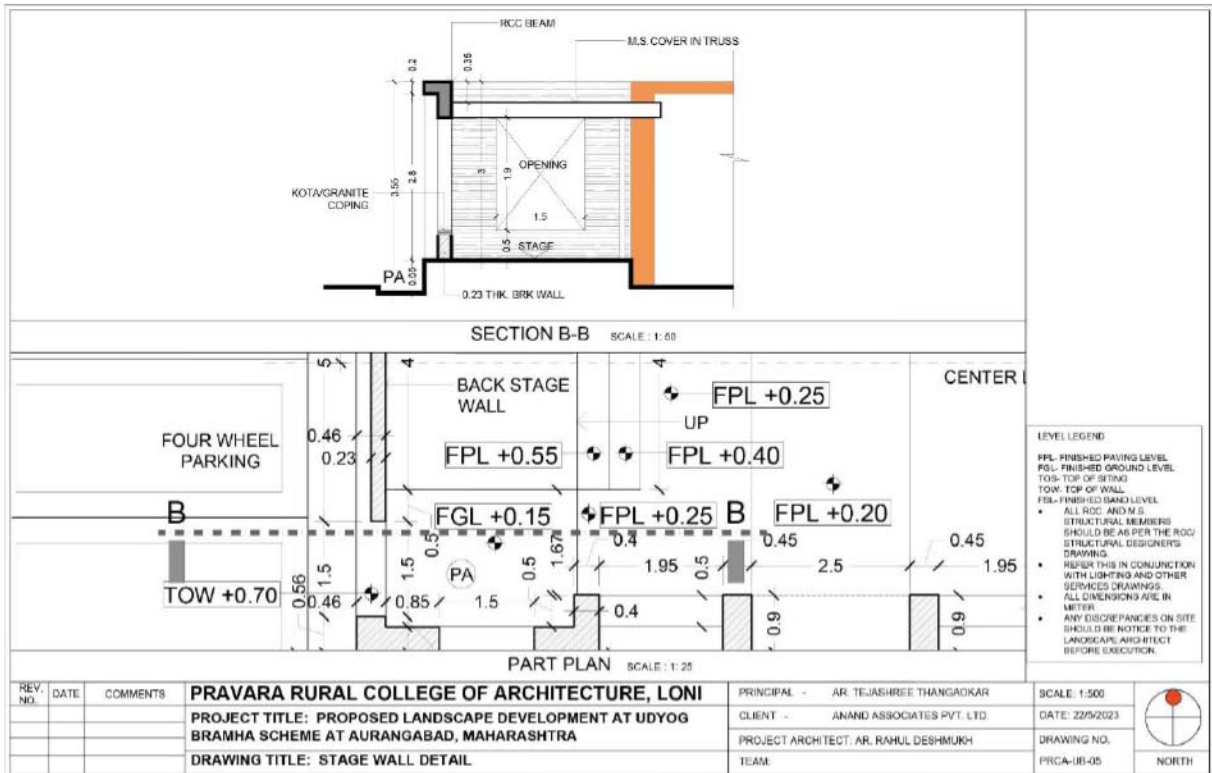 RCC BEAM
M.S. COVER IN TRUSS
0.2
0.35
3.55
2.8
3
1.9
OPENING
KOTA/GRANITE
COPING
1.5
0.5
STAGE
PA
0.55
0.23 THK. BRK WALL
SECTION B-B SCALE : 1: 50
5
4
4
BACK STAGE
WALL
FPL +0.25
CENTER L
UP
FOUR WHEEL
PARKING
0.46
0.23
FPL +0.55
FPL +0.40
B
FGL +0.15
FPL +0.25
B
FPL +0.20
0.5
1.67
0.4
0.45
0.45
1.5
1.5
PA
0.5
1.95
0.5
2.5
1.95
TOW +0.70
0.56
0.46
0.85
1.5
0.4
0.9
0.9
PART PLAN SCALE : 1: 25
LEVEL LEGEND
FPL- FINISHED PAVING LEVEL
FGL- FINISHED GROUND LEVEL
TOS- TOP OF SITING
TOW- TOP OF WALL
FSL- FINISHED SAND LEVEL
• ALL RCC. AND M.S.
STRUCTURAL MEMBERS
SHOULD BE AS PER THE RCC/
STRUCTURAL DESIGNER'S
DRAWING.
• REFER THIS IN CONJUNCTION
WITH LIGHTING AND OTHER
SERVICES DRAWINGS.
• ALL DIMENSIONS ARE IN
METER
• ANY DISCREPANCIES ON SITE
SHOULD BE NOTICE TO THE
LANDSCAPE ARCHITECT
BEFORE EXECUTION.
REV. NO. DATE COMMENTS
PRAVARA RURAL COLLEGE OF ARCHITECTURE, LONI
PROJECT TITLE: PROPOSED LANDSCAPE DEVELOPMENT AT UDYOG
BRAMHA SCHEME AT AURANGABAD, MAHARASHTRA
DRAWING TITLE: STAGE WALL DETAIL
PRINCIPAL - AR. TEJASHREE THANGAOKAR
CLIENT - ANAND ASSOCIATES PVT. LTD.
PROJECT ARCHITECT: AR. RAHUL DESHMUKH
TEAM:
SCALE: 1:500
DATE: 22/5/2023
DRAWING NO.
PRCA-UB-05
NORTH